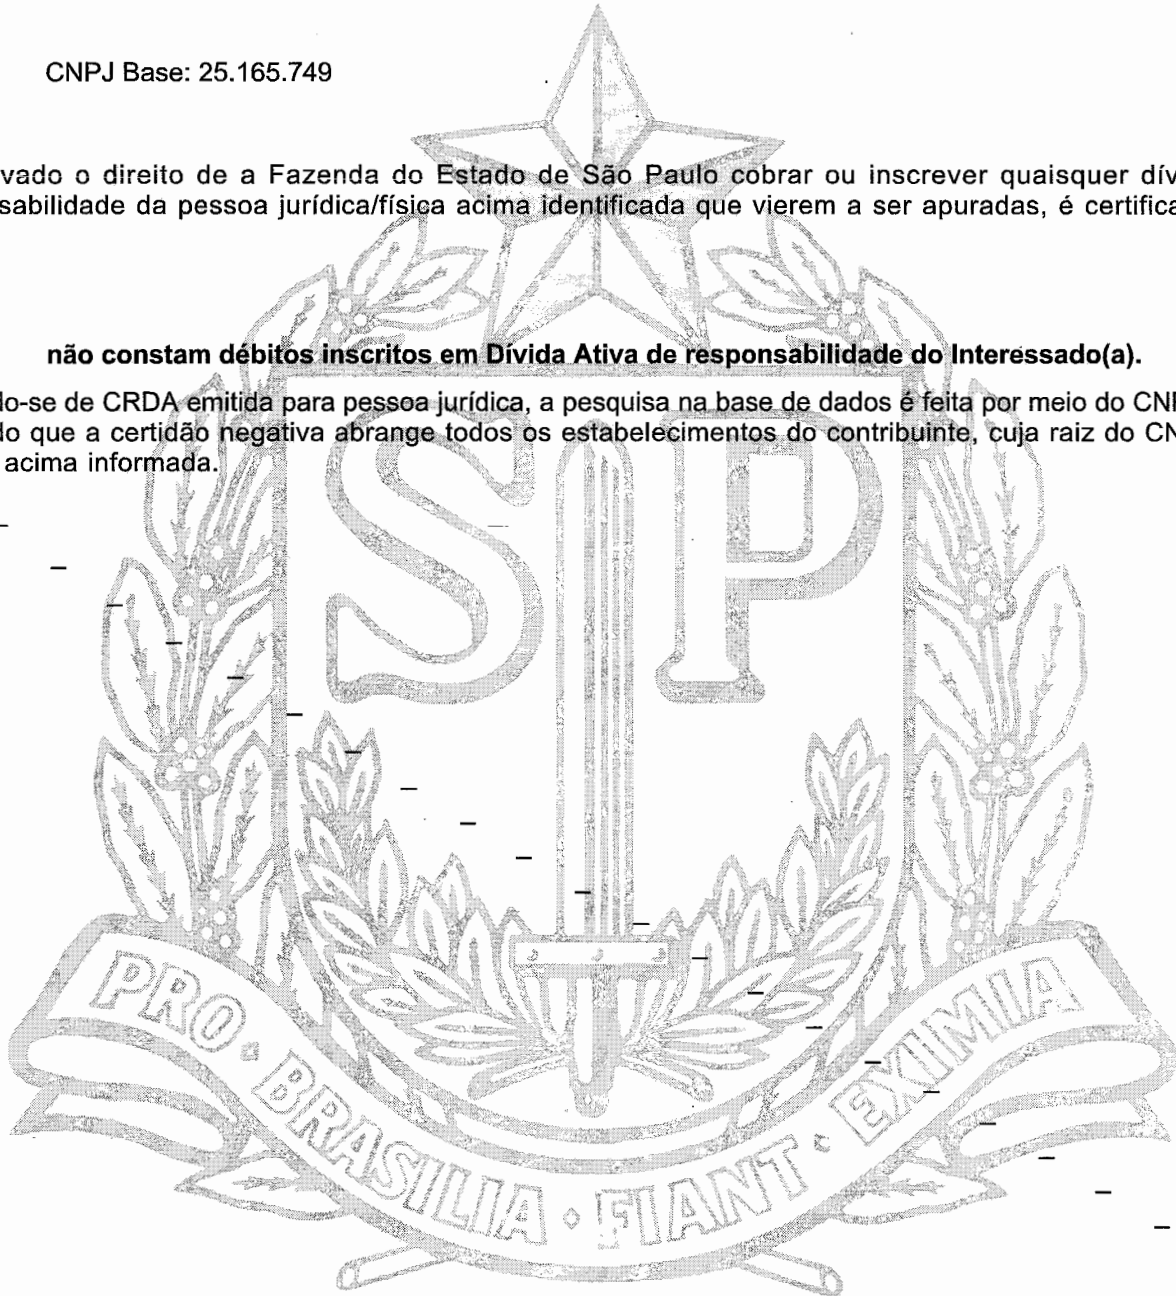 CNPJ Base: 25.165.749
vado o direito de a Fazenda do Estado de São Paulo cobrar ou inscrever quaisquer dív
sabilidade da pessoa jurídica/física acima identificada que vierem a ser apuradas, é certifica
não constam débitos inscritos em Dívida Ativa de responsabilidade do Interessado(a).
do-se de CRDA emitida para pessoa jurídica, a pesquisa na base de dados é feita por meio do CNP
do que a certidão negativa abrange todos os estabelecimentos do contribuinte, cuja raiz do CN
acima informada.
SP
PRO · BRASILIA · FIANT · EXIMIA